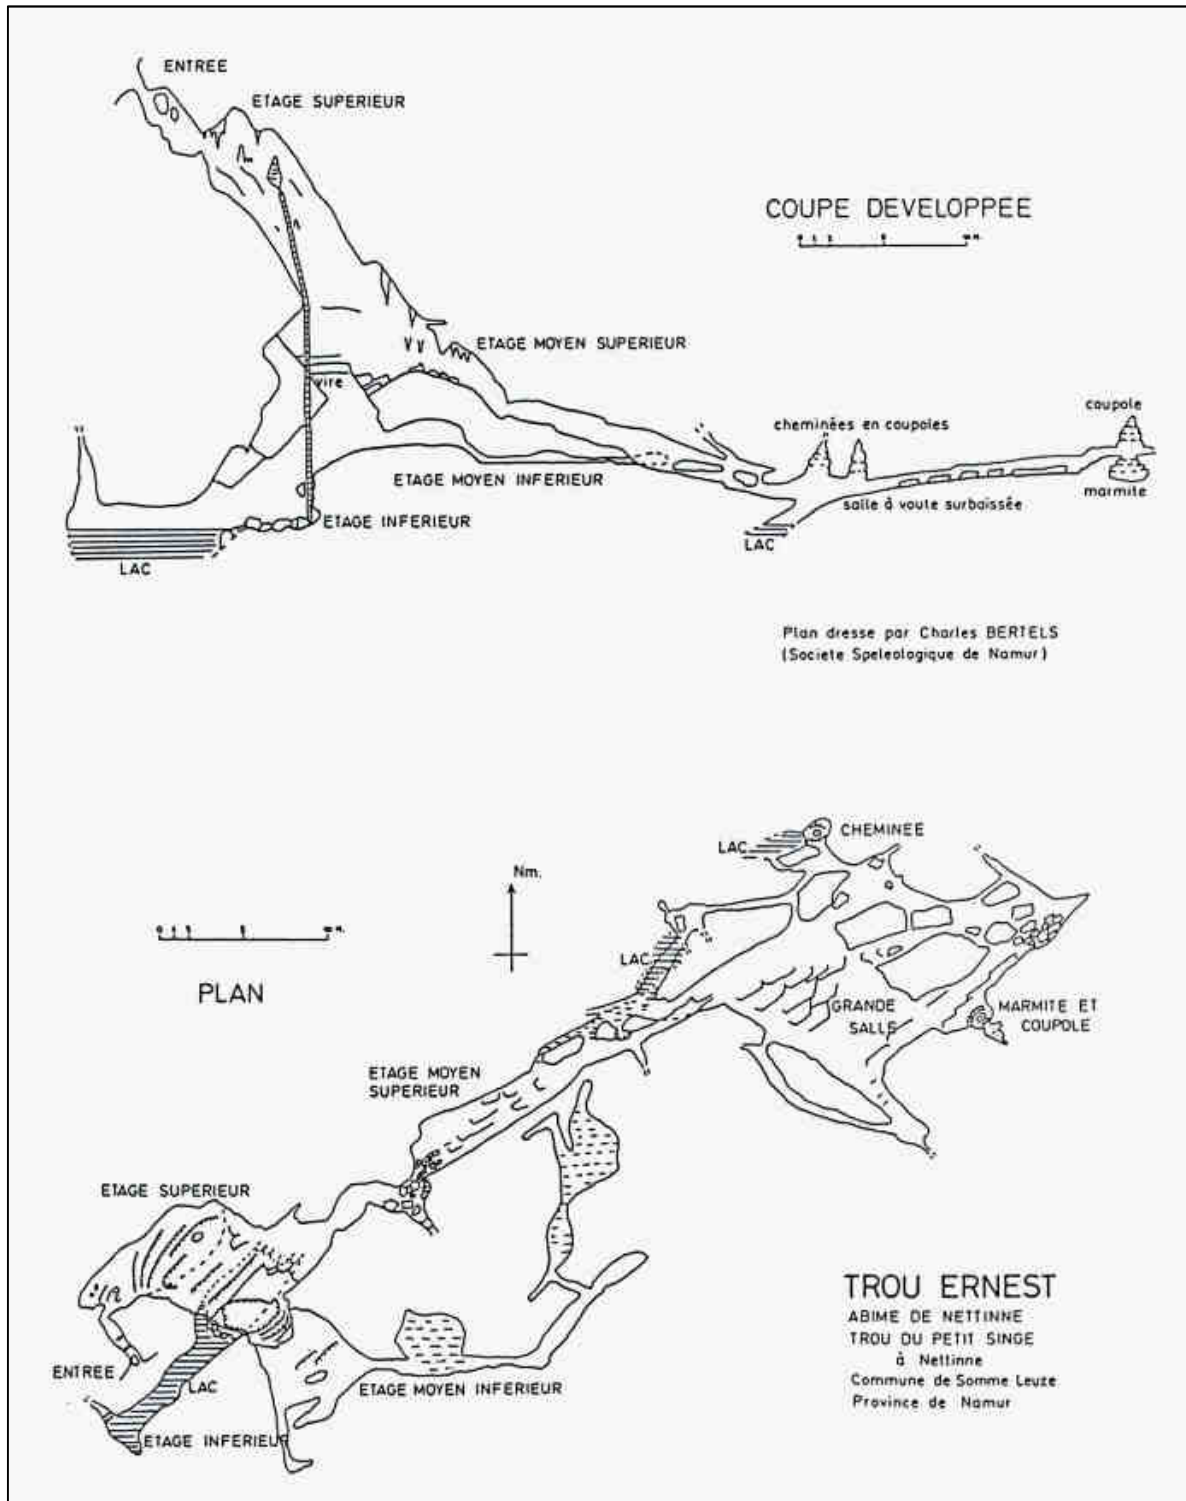 ENTREE
ETAGE SUPERIEUR
COUPE DEVELOPPEE
ETAGE MOYEN SUPERIEUR
vire
coupole
cheminées en coupoles
ETAGE MOYEN INFERIEUR
marmite
salle à voute surbaissée
ETAGE INFERIEUR
LAC
LAC
Plan dresse par Charles BERTELS
(Societe Speleologique de Namur)
CHEMINEE
LAC
Nm.
LAC
PLAN
GRANDE
SALLE
MARMITE ET
COUPOLE
ETAGE MOYEN
SUPERIEUR
ETAGE SUPERIEUR
TROU ERNEST
ABIME DE NETTINNE
TROU DU PETIT SINGE
à Nettinne
Commune de Somme Leuze
Province de Namur
ENTREE
LAC
ETAGE MOYEN INFERIEUR
ETAGE INFERIEUR